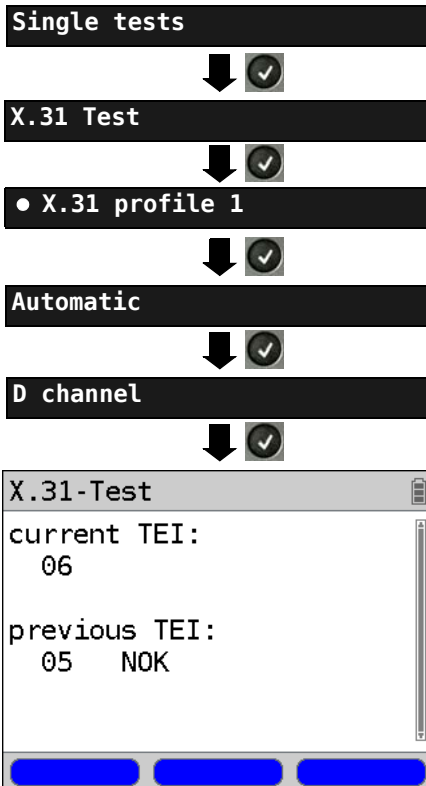 Single tests
X.31 Test
● X.31 profile 1
Automatic
D channel
X.31-Test
current TEI:
06
previous TEI:
05 NOK